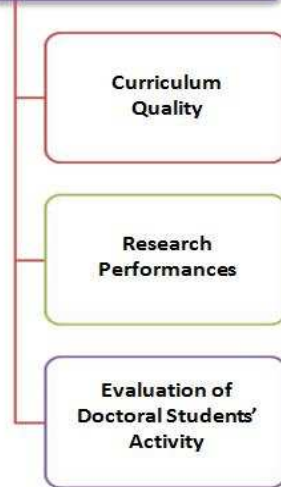 Curriculum
Quality
Research
Performances
Evaluation of
Doctoral Students’
Activity